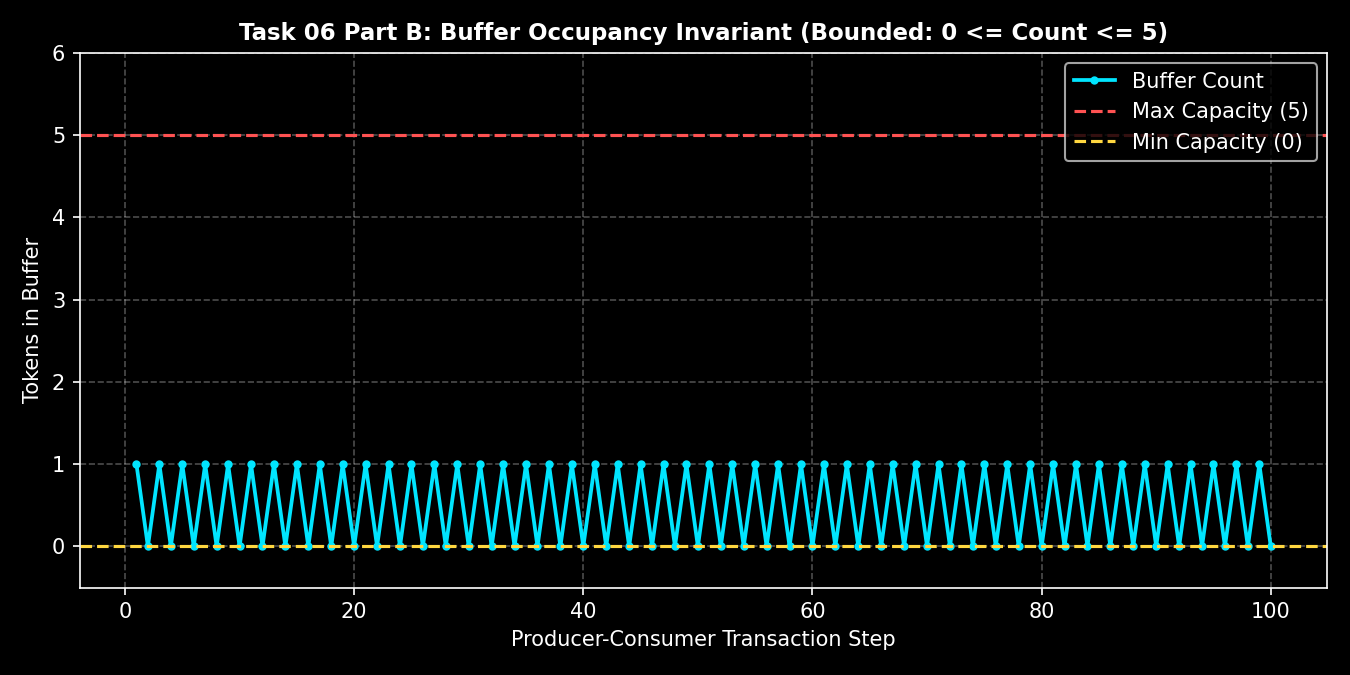 Task 06 Part B: Buffer Occupancy Invariant (Bounded: 0 <= Count <= 5)
Buffer Count
Max Capacity (5)
Min Capacity (0)
Tokens in Buffer
6
5
4
3
2
1
0
0 20 40 60 80 100
Producer-Consumer Transaction Step